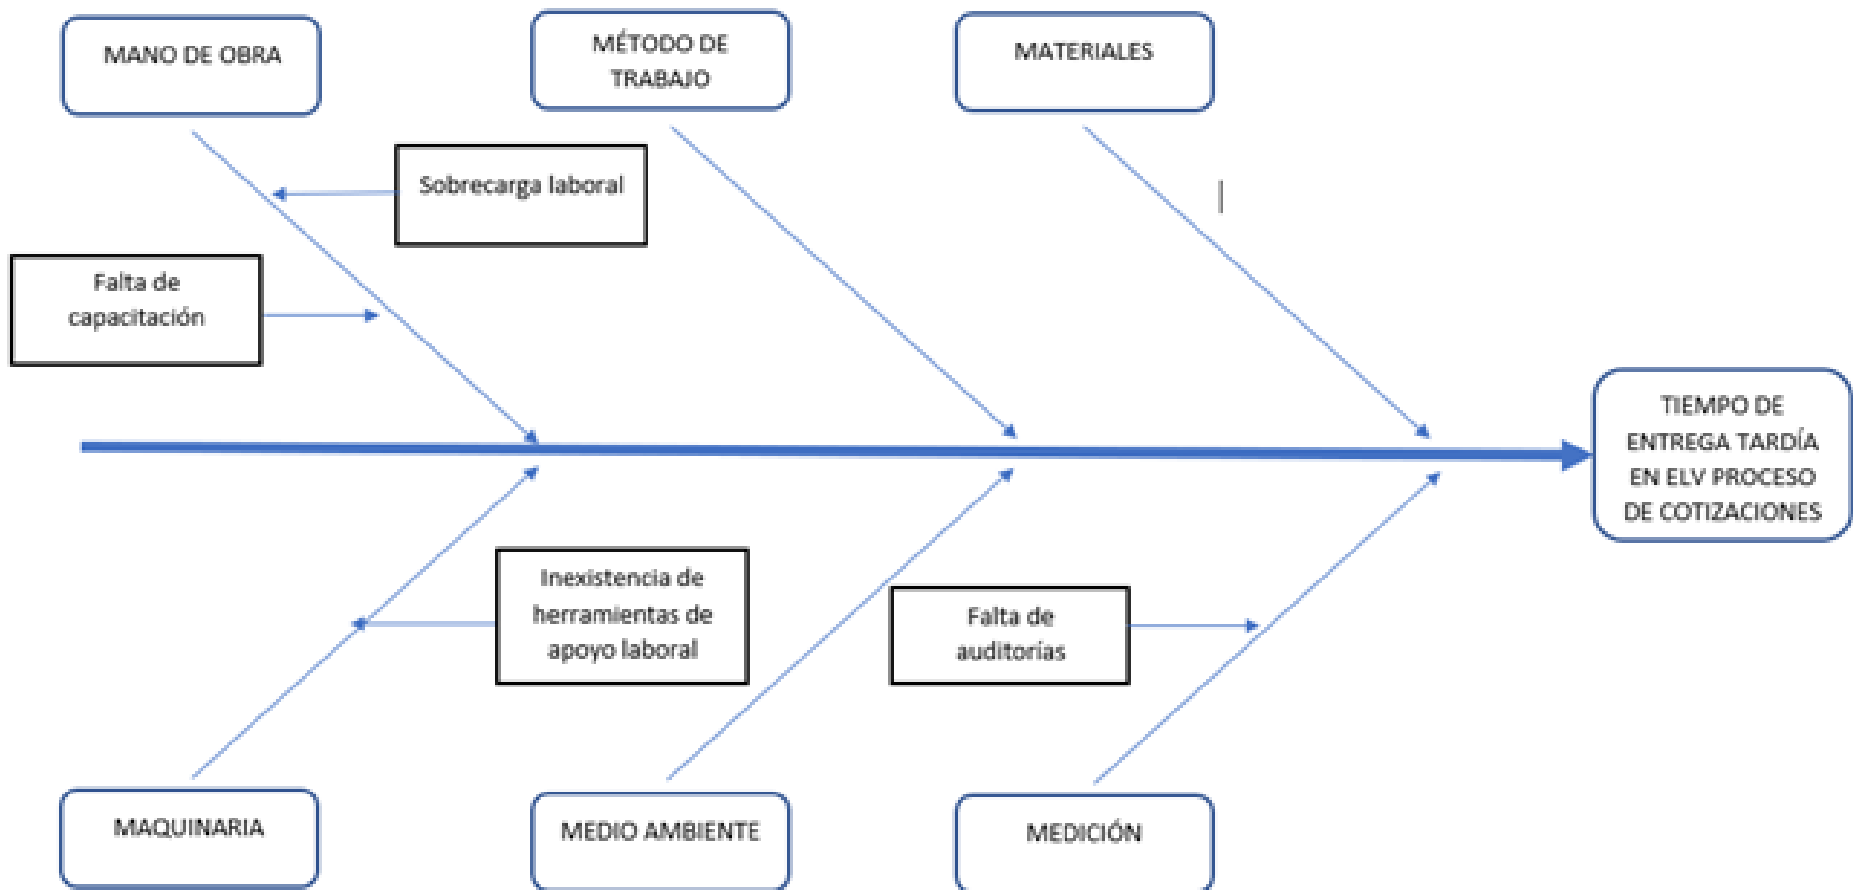 MANO DE OBRA
MÉTODO DE
TRABAJO
MATERIALES
Sobrecarga laboral
Falta de
capacitación
TIEMPO DE
ENTREGA TARDÍA
EN ELV PROCESO
DE COTIZACIONES
Inexistencia de
herramientas de
apoyo laboral
Falta de
auditorías
MAQUINARIA
MEDIO AMBIENTE
MEDICIÓN